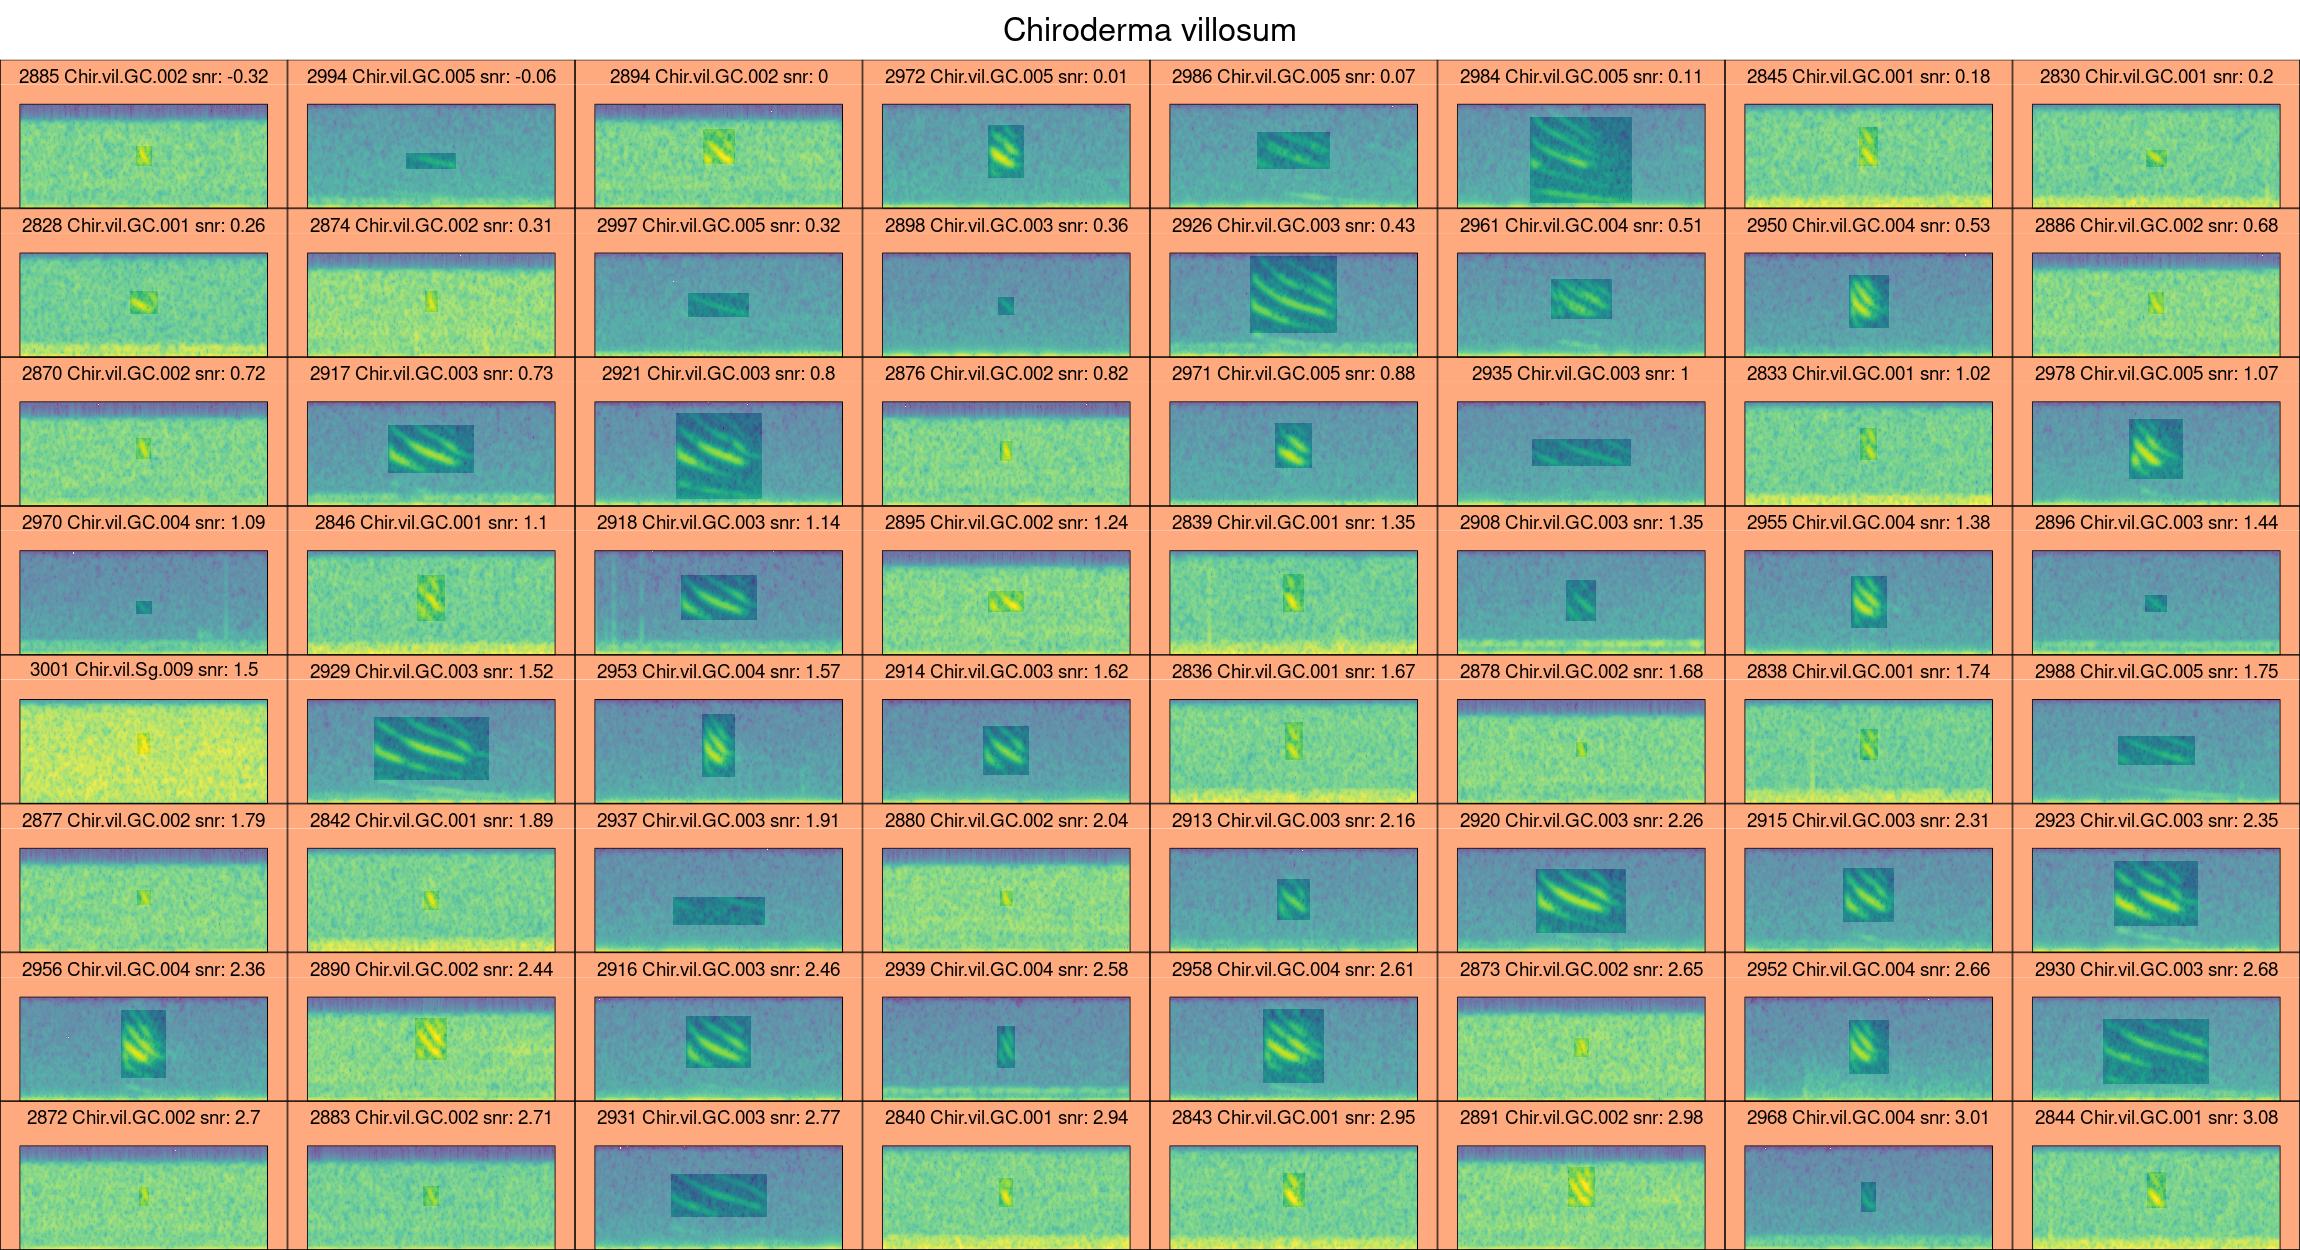 Chiroderma villosum
2885 Chir.vil.GC.002 snr: -0.32
2994 Chir.vil.GC.005 snr: -0.06
2894 Chir.vil.GC.002 snr: 0
2972 Chir.vil.GC.005 snr: 0.01
2986 Chir.vil.GC.005 snr: 0.07
2984 Chir.vil.GC.005 snr: 0.11
2845 Chir.vil.GC.001 snr: 0.18
2830 Chir.vil.GC.001 snr: 0.2
2828 Chir.vil.GC.001 snr: 0.26
2874 Chir.vil.GC.002 snr: 0.31
2997 Chir.vil.GC.005 snr: 0.32
2898 Chir.vil.GC.003 snr: 0.36
2926 Chir.vil.GC.003 snr: 0.43
2961 Chir.vil.GC.004 snr: 0.51
2950 Chir.vil.GC.004 snr: 0.53
2886 Chir.vil.GC.002 snr: 0.68
2870 Chir.vil.GC.002 snr: 0.72
2917 Chir.vil.GC.003 snr: 0.73
2921 Chir.vil.GC.003 snr: 0.8
2876 Chir.vil.GC.002 snr: 0.82
2971 Chir.vil.GC.005 snr: 0.88
2935 Chir.vil.GC.003 snr: 1
2833 Chir.vil.GC.001 snr: 1.02
2978 Chir.vil.GC.005 snr: 1.07
2970 Chir.vil.GC.004 snr: 1.09
2846 Chir.vil.GC.001 snr: 1.1
2918 Chir.vil.GC.003 snr: 1.14
2895 Chir.vil.GC.002 snr: 1.24
2839 Chir.vil.GC.001 snr: 1.35
2908 Chir.vil.GC.003 snr: 1.35
2955 Chir.vil.GC.004 snr: 1.38
2896 Chir.vil.GC.003 snr: 1.44
3001 Chir.vil.Sg.009 snr: 1.5
2929 Chir.vil.GC.003 snr: 1.52
2953 Chir.vil.GC.004 snr: 1.57
2914 Chir.vil.GC.003 snr: 1.62
2836 Chir.vil.GC.001 snr: 1.67
2878 Chir.vil.GC.002 snr: 1.68
2838 Chir.vil.GC.001 snr: 1.74
2988 Chir.vil.GC.005 snr: 1.75
2877 Chir.vil.GC.002 snr: 1.79
2842 Chir.vil.GC.001 snr: 1.89
2937 Chir.vil.GC.003 snr: 1.91
2880 Chir.vil.GC.002 snr: 2.04
2913 Chir.vil.GC.003 snr: 2.16
2920 Chir.vil.GC.003 snr: 2.26
2915 Chir.vil.GC.003 snr: 2.31
2923 Chir.vil.GC.003 snr: 2.35
2956 Chir.vil.GC.004 snr: 2.36
2890 Chir.vil.GC.002 snr: 2.44
2916 Chir.vil.GC.003 snr: 2.46
2939 Chir.vil.GC.004 snr: 2.58
2958 Chir.vil.GC.004 snr: 2.61
2873 Chir.vil.GC.002 snr: 2.65
2952 Chir.vil.GC.004 snr: 2.66
2930 Chir.vil.GC.003 snr: 2.68
2872 Chir.vil.GC.002 snr: 2.7
2883 Chir.vil.GC.002 snr: 2.71
2931 Chir.vil.GC.003 snr: 2.77
2840 Chir.vil.GC.001 snr: 2.94
2843 Chir.vil.GC.001 snr: 2.95
2891 Chir.vil.GC.002 snr: 2.98
2968 Chir.vil.GC.004 snr: 3.01
2844 Chir.vil.GC.001 snr: 3.08